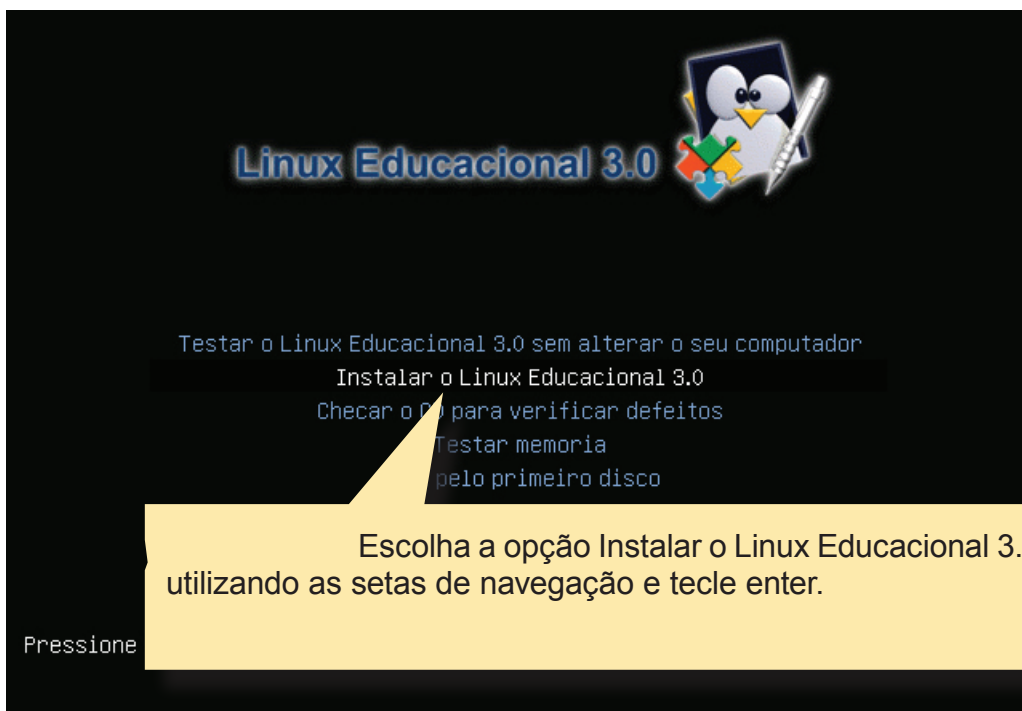 Linux Educacional 3.0
Testar o Linux Educacional 3.0 sem alterar o seu computador
Instalar o Linux Educacional 3.0
Checar o para verificar defeitos
Testar memoria
pelo primeiro disco
Escolha a opção Instalar o Linux Educacional 3.
utilizando as setas de navegação e tecle enter.
Pressione